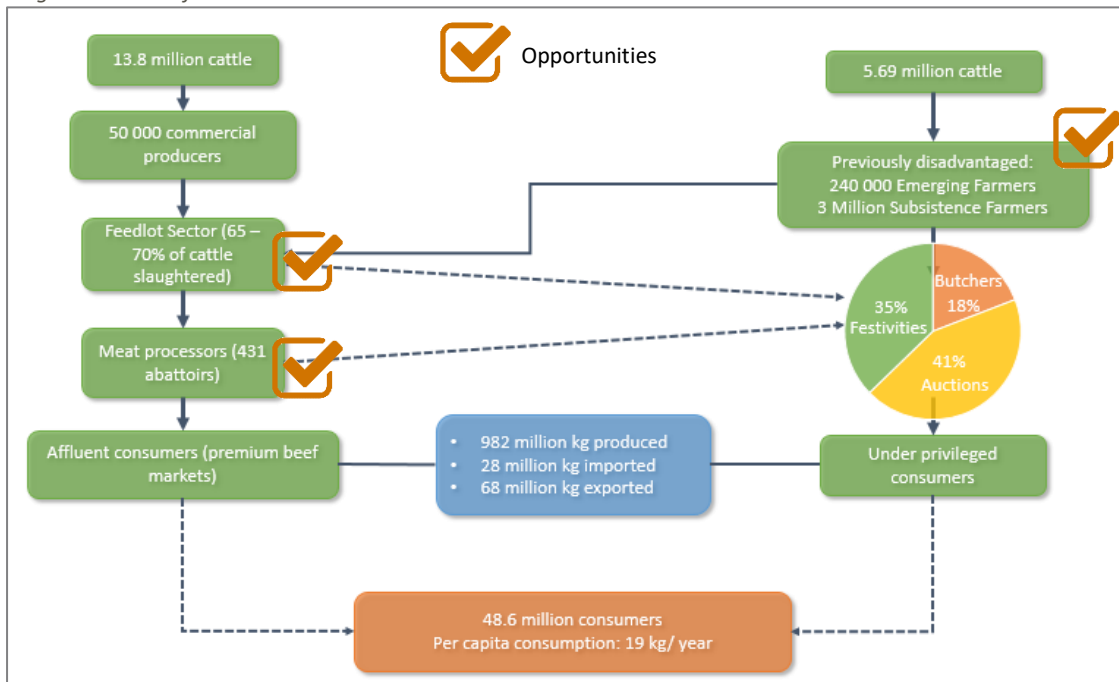 Opportunities
13.8 million cattle
50 000 commercial
producers
Feedlot Sector (65 –
70% of cattle
slaughtered)
Meat processors (431
abattoirs)
Affluent consumers (premium beef
markets)
5.69 million cattle
Previously disadvantaged:
240 000 Emerging Farmers
3 Million Subsistence Farmers
Butchers
18%
35%
Festivities
41%
Auctions
• 982 million kg produced
• 28 million kg imported
• 68 million kg exported
Under privileged
consumers
48.6 million consumers
Per capita consumption: 19 kg/ year